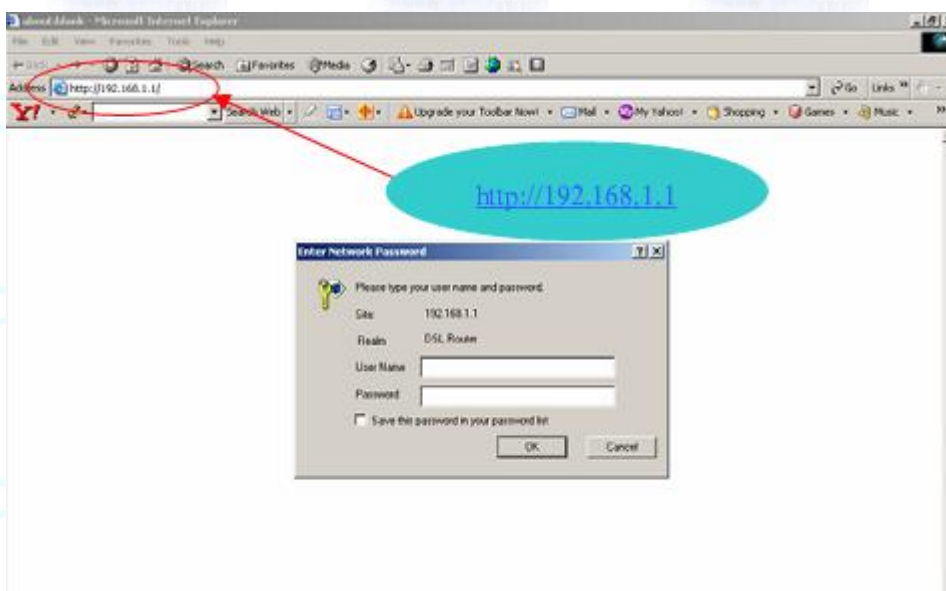 about:blank - Microsoft Internet Explorer
File Edit View Favorites Tools Help
Back Search Favorites Media
Address http://192.168.1.1/ Go Links »
Y! Search Web Upgrade your Toolbar Now! Mail My Yahoo! Shopping Games Music »
http://192.168.1.1
Enter Network Password
Please type your user name and password.
Site: 192.168.1.1
Realm DSL Router
User Name
Password
Save this password in your password list
OK Cancel